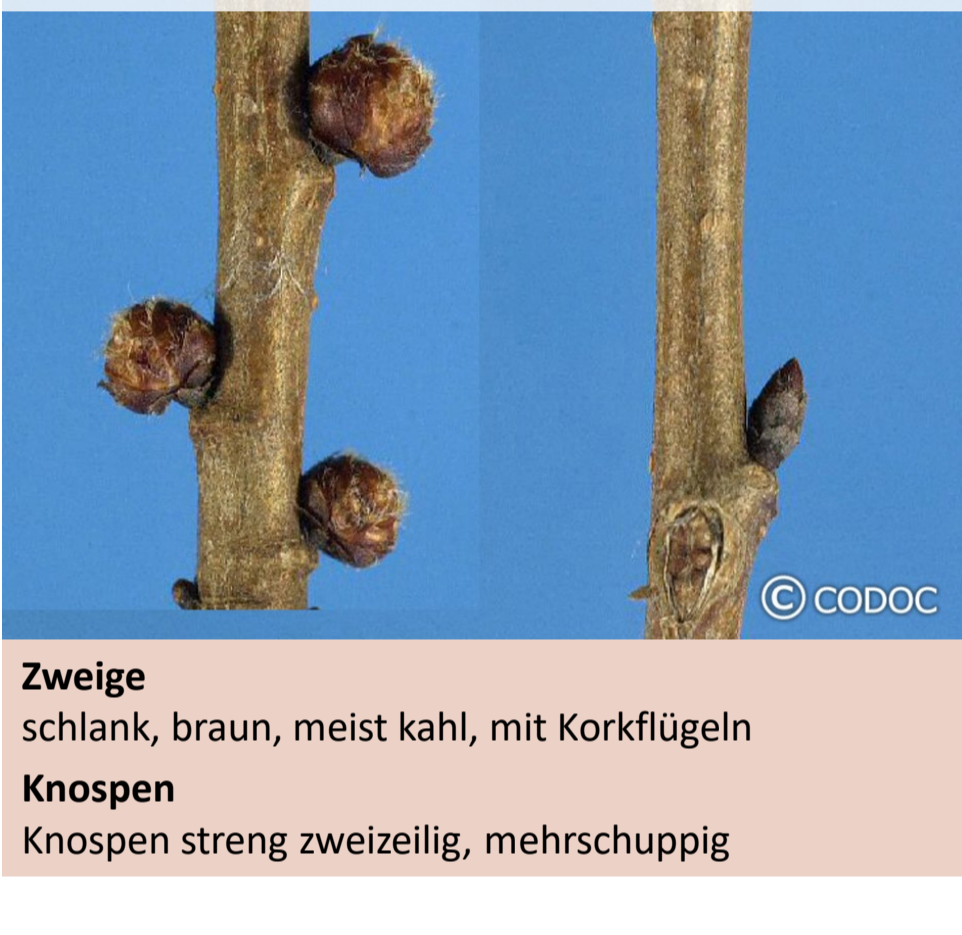 © CODOC
Zweige
schlank, braun, meist kahl, mit Korkflügeln
Knospen
Knospen streng zweizeilig, mehrschuppig